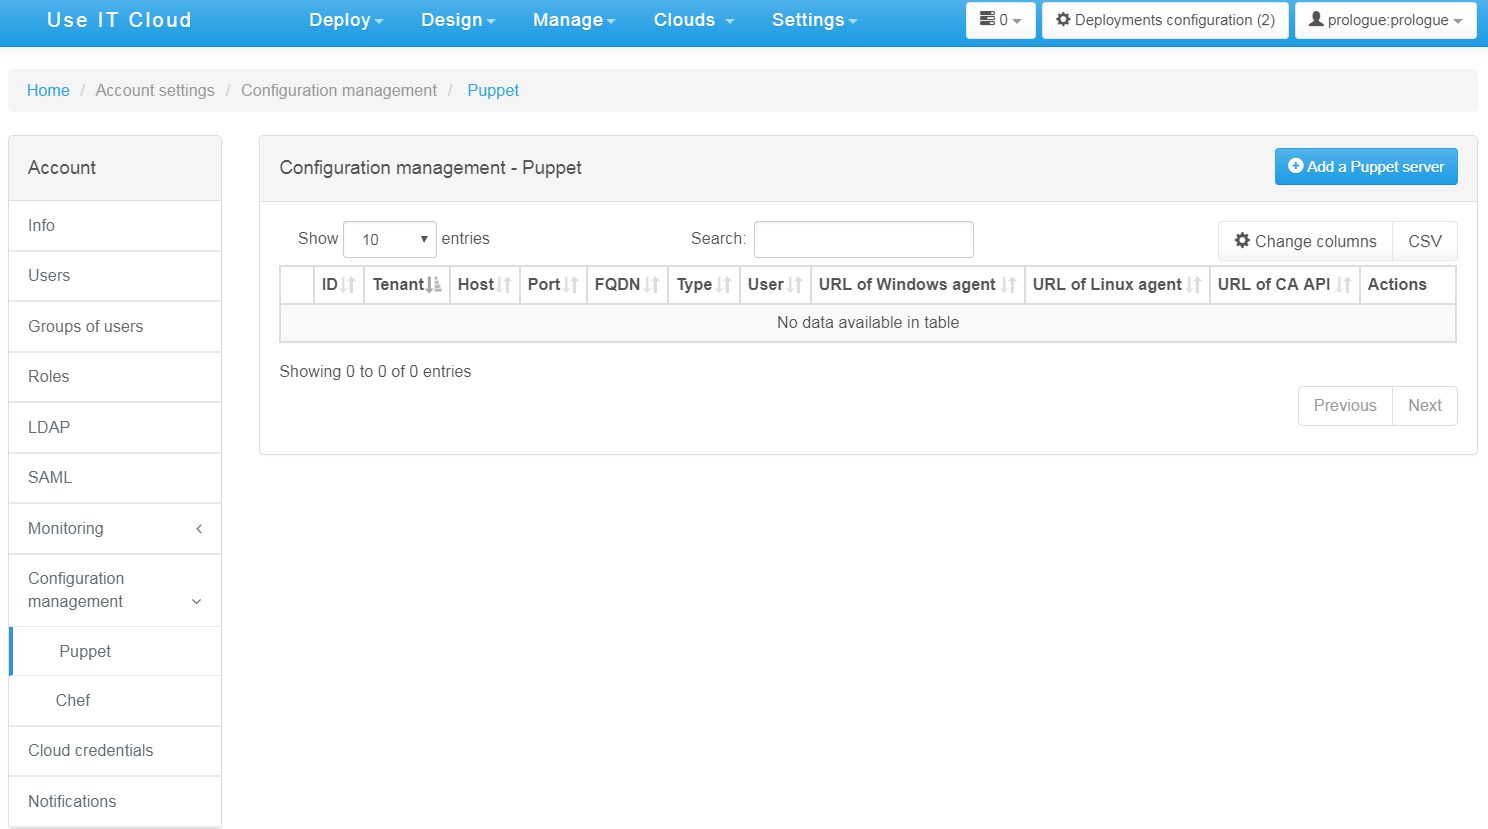 Use IT Cloud Deploy Design Manage Clouds Settings 0 Deployments configuration (2) prologue:prologue
Home / Account settings / Configuration management / Puppet
Account
Info
Users
Groups of users
Roles
LDAP
SAML
Monitoring
Configuration
management
Puppet
Chef
Cloud credentials
Notifications
Configuration management - Puppet Add a Puppet server
Show 10 entries Search: Change columns CSV
ID Tenant Host Port FQDN Type User URL of Windows agent URL of Linux agent URL of CA API Actions
No data available in table
Showing 0 to 0 of 0 entries
Previous Next